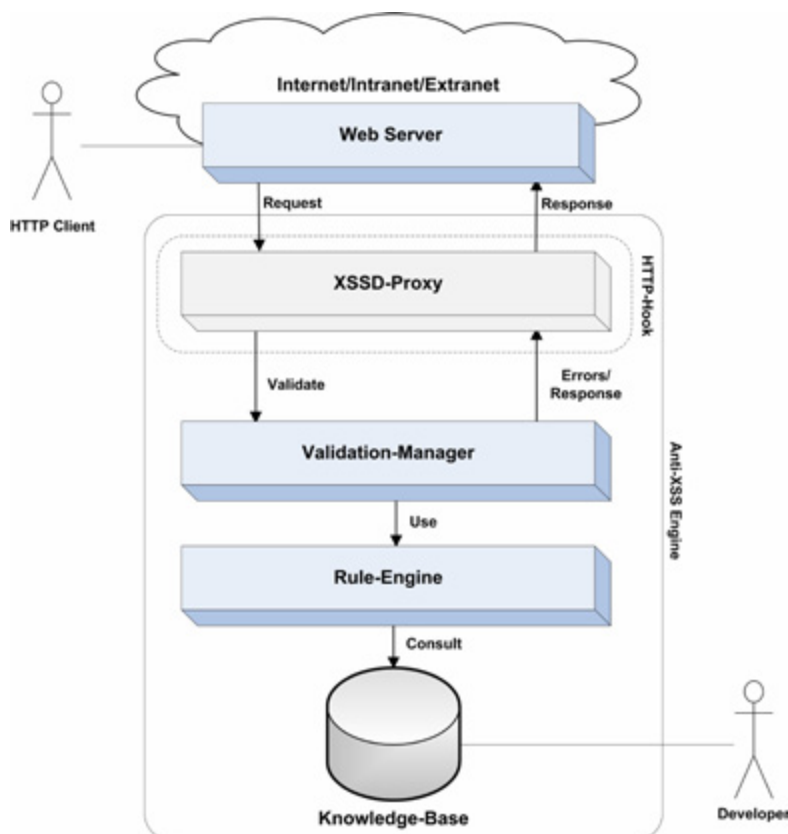 Internet/Intranet/Extranet
Web Server
HTTP Client
Request
Response
XSSD-Proxy
HTTP-Hook
Validate
Errors/
Response
Validation-Manager
Anti-XSS Engine
Use
Rule-Engine
Consult
Knowledge-Base
Developer